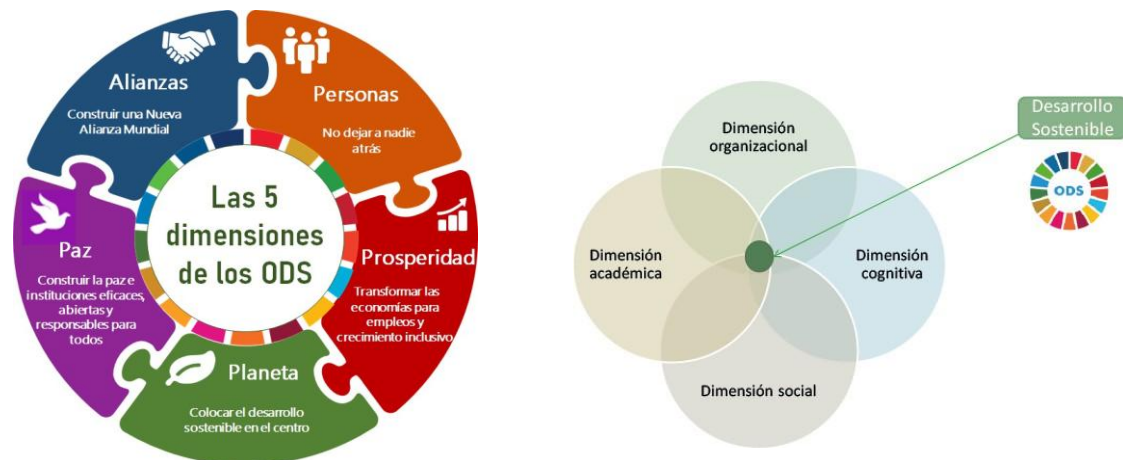 Alianzas
Construir una Nueva
Alianza Mundial
Personas
No dejar a nadie
atrás
Las 5
dimensiones
de los ODS
Paz
Construir la paz e
instituciones eficaces,
abiertas y
responsables para
todos
Prosperidad
Transformar las
economías para
empleos y
crecimiento inclusivo
Planeta
Colocar el desarrollo
sostenible en el centro
Dimensión
organizacional
Desarrollo
Sostenible
ODS
Dimensión
académica
Dimensión
cognitiva
Dimensión social